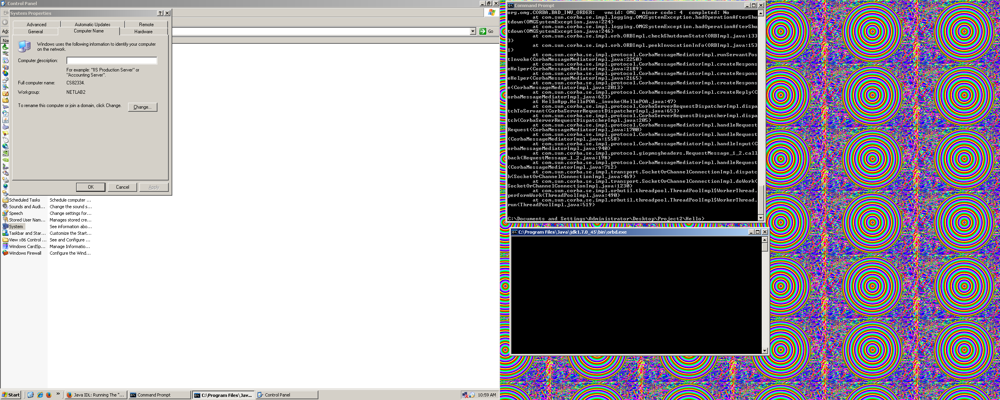 Control Panel
System Properties
Advanced
Automatic Updates
Remote
General
Computer Name
Hardware
Go
Windows uses the following information to identify your computer
on the network.
Computer description:
For example: "IIS Production Server" or
"Accounting Server".
Full computer name: CS82334.
Workgroup: NETLAB2
To rename this computer or join a domain, click Change.
Change...
OK
Cancel
Apply
Scheduled Tasks Schedule computer ...
Sounds and Audi... Change the sound s...
Speech Change settings for...
Stored User Nam... Manages stored cre...
System See information abo...
Taskbar and Star... Customize the Start...
View x86 Control ... See and Configure ...
Windows CardSp... Manage Informatio...
Windows Firewall Configure the Wind...
Command Prompt
org.omg.CORBA.BAD_INV_ORDER:   vmcid: OMG  minor code: 4  completed: No
at com.sun.corba.se.impl.logging.OMGSystemException.badOperationAfterShu
tdown(OMGSystemException.java:224)
at com.sun.corba.se.impl.logging.OMGSystemException.badOperationAfterShu
tdown(OMGSystemException.java:246)
at com.sun.corba.se.impl.orb.ORBImpl.checkShutdownState(ORBImpl.java:133
3)
at com.sun.corba.se.impl.orb.ORBImpl.peekInvocationInfo(ORBImpl.java:153
1)
at com.sun.corba.se.impl.protocol.CorbaMessageMediatorImpl.runServantPos
tInvoke(CorbaMessageMediatorImpl.java:2250)
at com.sun.corba.se.impl.protocol.CorbaMessageMediatorImpl.createRespons
eHelper(CorbaMessageMediatorImpl.java:2189)
at com.sun.corba.se.impl.protocol.CorbaMessageMediatorImpl.createRespons
eHelper(CorbaMessageMediatorImpl.java:2165)
at com.sun.corba.se.impl.protocol.CorbaMessageMediatorImpl.createRespons
e(CorbaMessageMediatorImpl.java:2013)
at com.sun.corba.se.impl.protocol.CorbaMessageMediatorImpl.createReply(C
orbaMessageMediatorImpl.java:623)
at HelloApp.HelloPOA._invoke(HelloPOA.java:47)
at com.sun.corba.se.impl.protocol.CorbaServerRequestDispatcherImpl.dispa
tchToServant(CorbaServerRequestDispatcherImpl.java:653)
at com.sun.corba.se.impl.protocol.CorbaServerRequestDispatcherImpl.dispa
tch(CorbaServerRequestDispatcherImpl.java:205)
at com.sun.corba.se.impl.protocol.CorbaMessageMediatorImpl.handleRequest
Request(CorbaMessageMediatorImpl.java:1700)
at com.sun.corba.se.impl.protocol.CorbaMessageMediatorImpl.handleRequest
(CorbaMessageMediatorImpl.java:1558)
at com.sun.corba.se.impl.protocol.CorbaMessageMediatorImpl.handleInput(C
orbaMessageMediatorImpl.java:940)
at com.sun.corba.se.impl.protocol.giopmsgheaders.RequestMessage_1_2.call
back(RequestMessage_1_2.java:198)
at com.sun.corba.se.impl.protocol.CorbaMessageMediatorImpl.handleRequest
(CorbaMessageMediatorImpl.java:712)
at com.sun.corba.se.impl.transport.SocketOrChannelConnectionImpl.dispatc
h(SocketOrChannelConnectionImpl.java:469)
at com.sun.corba.se.impl.transport.SocketOrChannelConnectionImpl.doWork(
SocketOrChannelConnectionImpl.java:1230)
at com.sun.corba.se.impl.orbutil.threadpool.ThreadPoolImpl$WorkerThread.
performWork(ThreadPoolImpl.java:490)
at com.sun.corba.se.impl.orbutil.threadpool.ThreadPoolImpl$WorkerThread.
run(ThreadPoolImpl.java:519)
C:\Documents and Settings\Administrator\Desktop\Project2\Hello>
C:\Program Files\Java\jdk1.7.0_45\bin\orbd.exe
Start
Java IDL: Running The "...
Command Prompt
C:\Program Files\Jav...
Control Panel
10:59 AM